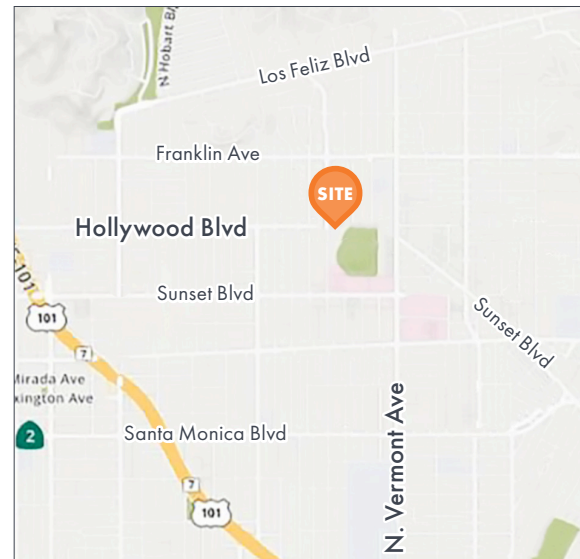 N Hobart Bl
Los Feliz Blvd
Franklin Ave
SITE
Hollywood Blvd
101
Sunset Blvd
101
Sunset Blvd
7
Mirada Ave
xington Ave
N. Vermont Ave
2
Santa Monica Blvd
7
101